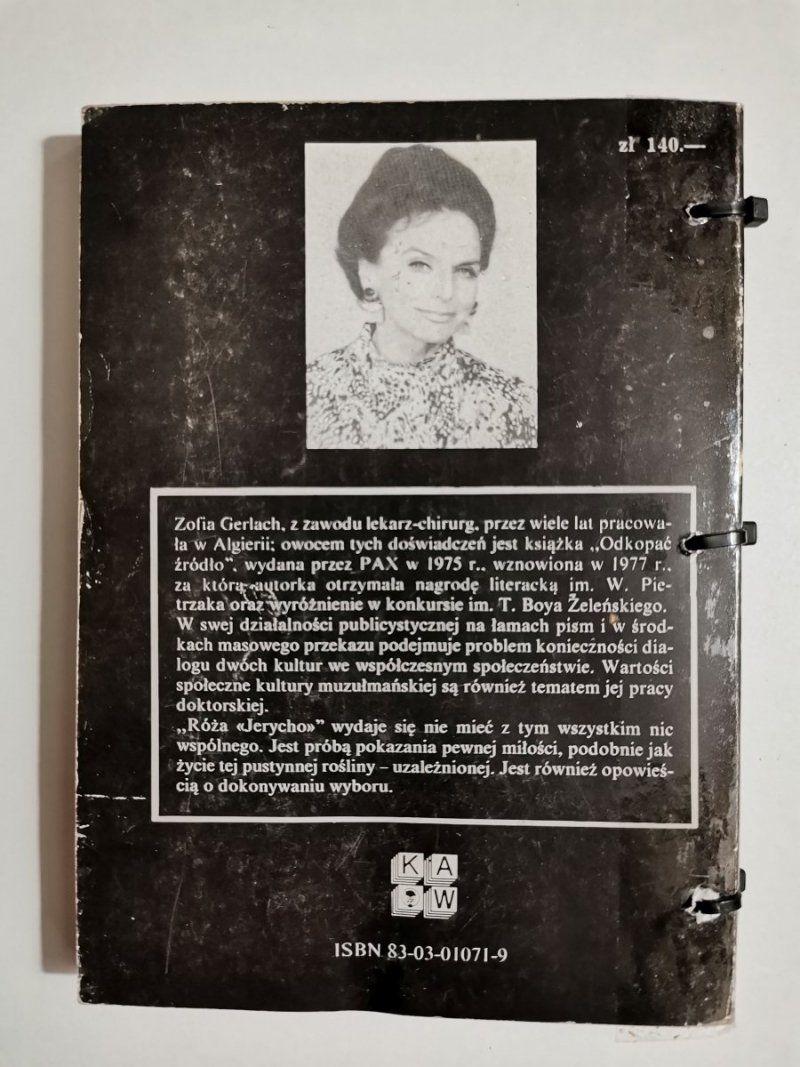 zł 140.—
Zofia Gerlach, z zawodu lekarz-chirurg, przez wiele lat pracowa-
ła w Algierii; owocem tych doświadczeń jest książka „Odkopać
źródło”, wydana przez PAX w 1975 r., wznowiona w 1977 r.,
za którą autorka otrzymała nagrodę literacką im. W. Pie-
trzaka oraz wyróżnienie w konkursie im. T. Boya Żeleńskiego.
W swej działalności publicystycznej na łamach pism i w środ-
kach masowego przekazu podejmuje problem konieczności dia-
logu dwóch kultur we współczesnym społeczeństwie. Wartości
społeczne kultury muzułmańskiej są również tematem jej pracy
doktorskiej.
„Róża «Jerycho»” wydaje się nie mieć z tym wszystkim nic
wspólnego. Jest próbą pokazania pewnej miłości, podobnie jak
życie tej pustynnej rośliny – uzależnionej. Jest również opowieś-
cią o dokonywaniu wyboru.
K A
W
ISBN 83-03-01071-9